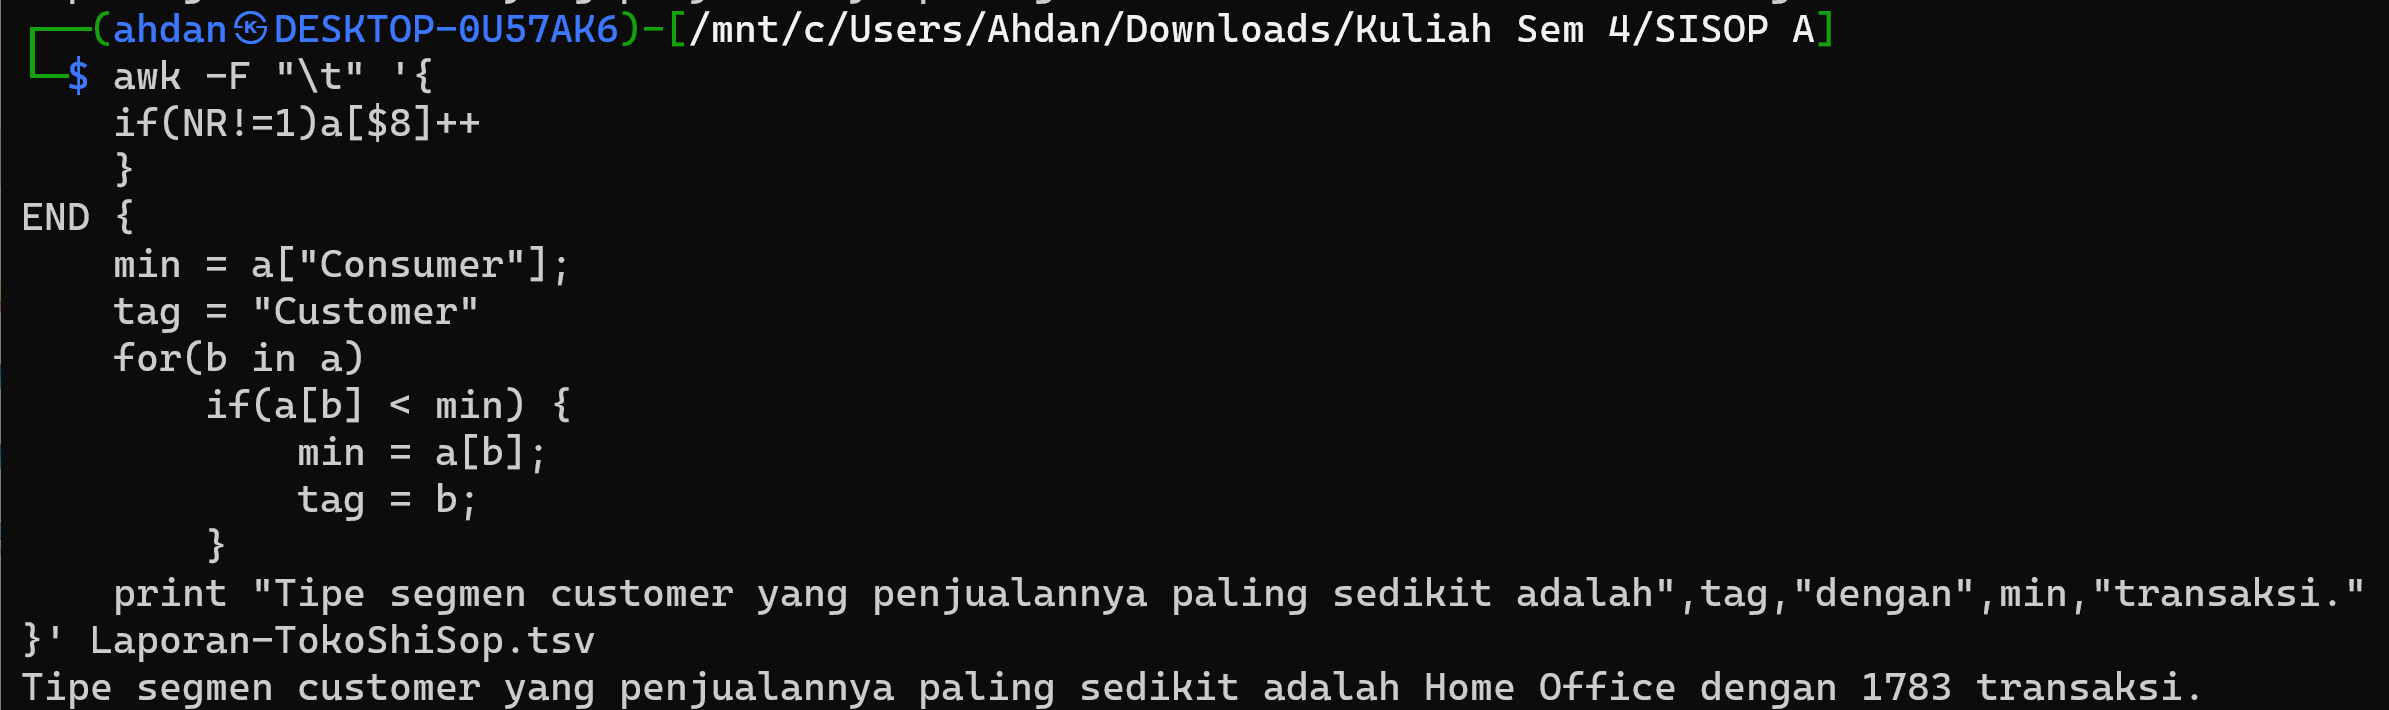 (ahdan㉿DESKTOP-0U57AK6)-[/mnt/c/Users/Ahdan/Downloads/Kuliah Sem 4/SISOP A]
$ awk -F "\t" '{
if(NR!=1)a[$8]++
}
END {
min = a["Consumer"];
tag = "Customer"
for(b in a)
if(a[b] < min) {
min = a[b];
tag = b;
}
print "Tipe segmen customer yang penjualannya paling sedikit adalah",tag,"dengan",min,"transaksi."
}' Laporan-TokoShiSop.tsv
Tipe segmen customer yang penjualannya paling sedikit adalah Home Office dengan 1783 transaksi.